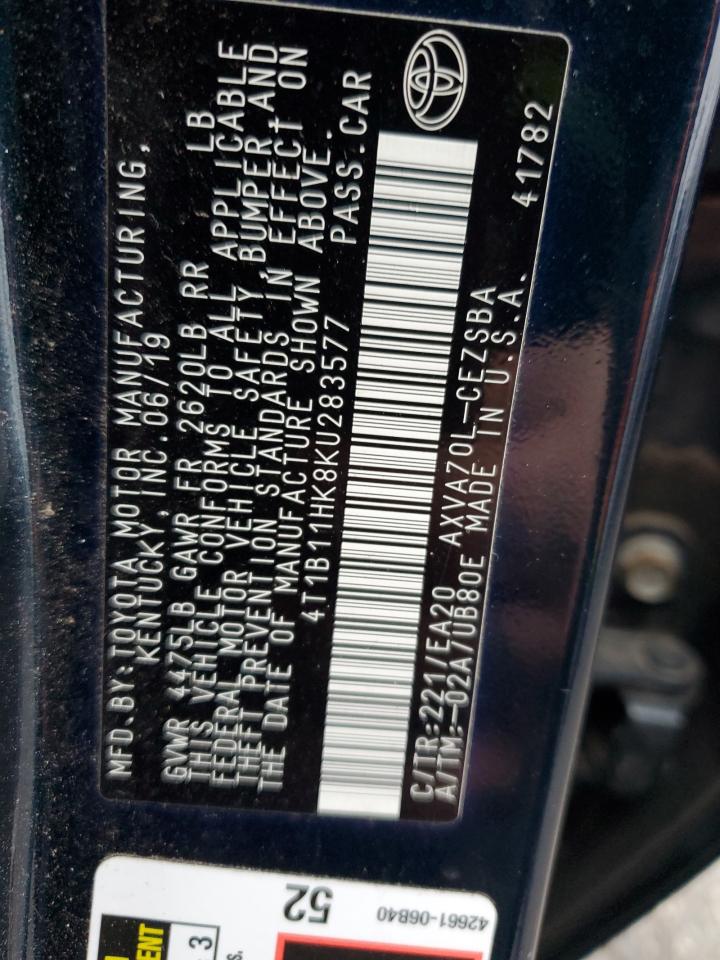 MFD.BY:TOYOTA MOTOR MANUFACTURING,
KENTUCKY, INC.06/19
GVWR 4475LB GAWR FR 2620LB RR LB
THIS VEHICLE CONFORMS TO ALL APPLICABLE
FEDERAL MOTOR VEHICLE SAFETY,BUMPER,AND
THEFT PREVENTION STANDARDS IN EFFECT ON
THE DATE OF MANUFACTURE SHOWN ABOVE.
4T1B11HK8KU283577 PASS.CAR
C/TR:221/EA20 AXVA70L-CEZSBA
A/TM:-02A/UB80E MADE IN U.S.A. 41782
52
42661-06B40